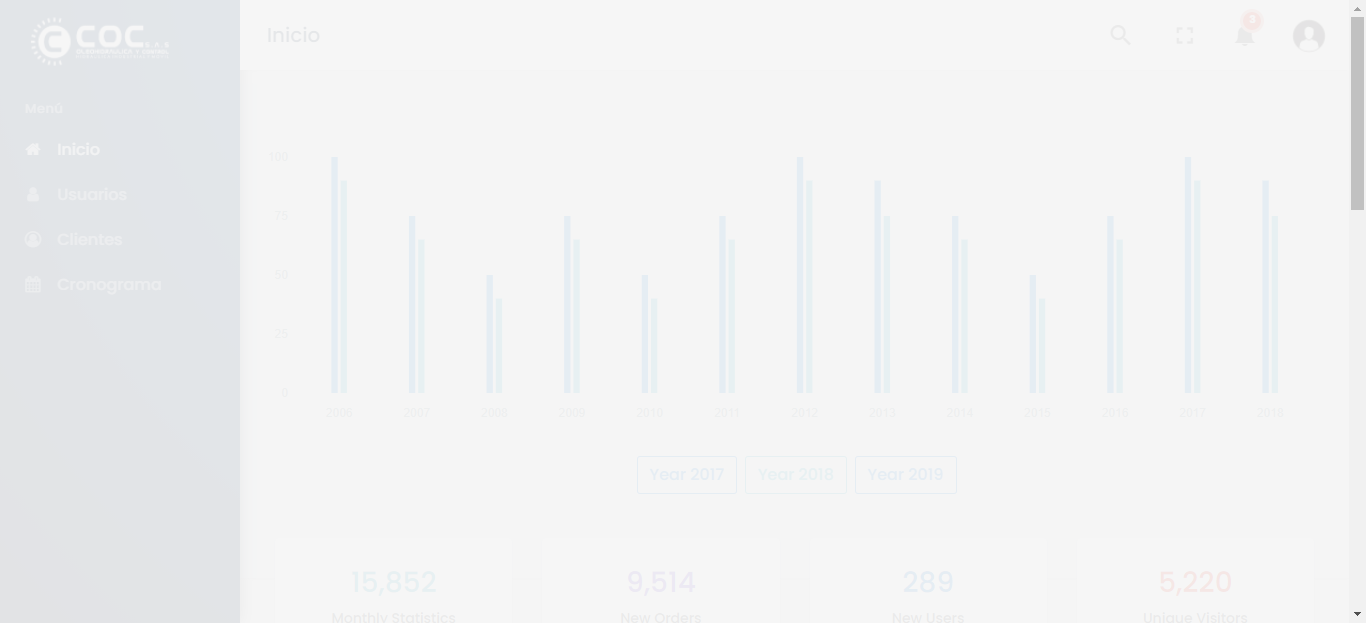 COC S.A.S
Inicio
3
Menú
Inicio
Usuarios
Clientes
Cronograma
100
75
50
25
0
2006 2007 2008 2009 2010 2011 2012 2013 2014 2015 2016 2017 2018
Year 2017 Year 2018 Year 2019
15,852 9,514 289 5,220
Monthly Statistics New Orders New Users Unique Visitors